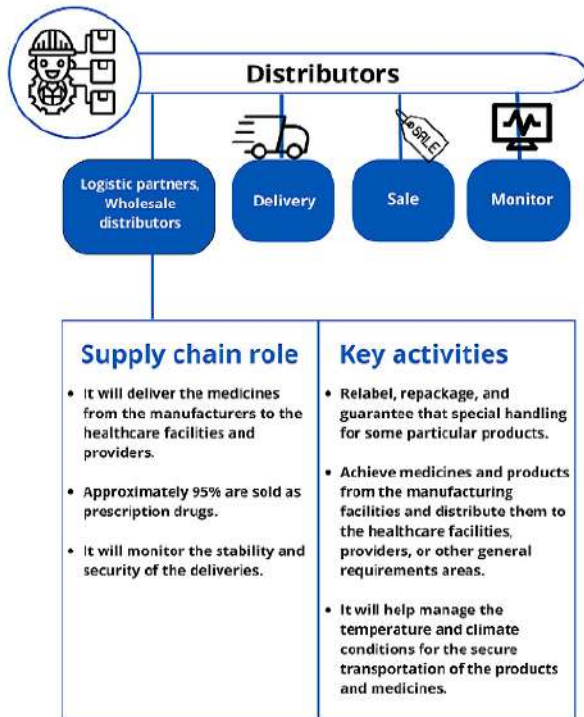 Distributors
SALE
Logistic partners,
Wholesale
distributors
Delivery
Sale
Monitor
Supply chain role
• It will deliver the medicines
from the manufacturers to the
healthcare facilities and
providers.
• Approximately 95% are sold as
prescription drugs.
• It will monitor the stability and
security of the deliveries.
Key activities
• Relabel, repackage, and
guarantee that special handling
for some particular products.
• Achieve medicines and products
from the manufacturing
facilities and distribute them to
the healthcare facilities,
providers, or other general
requirements areas.
• It will help manage the
temperature and climate
conditions for the secure
transportation of the products
and medicines.